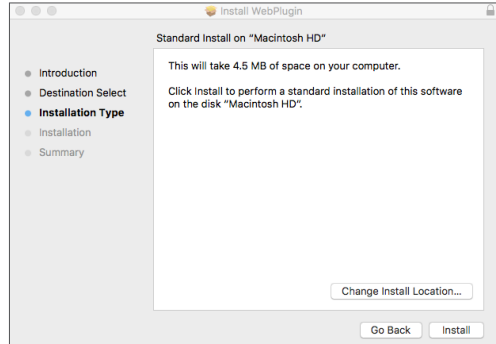 Install WebPlugin
Standard Install on “Macintosh HD”
Introduction
Destination Select
Installation Type
Installation
Summary
This will take 4.5 MB of space on your computer.
Click Install to perform a standard installation of this software
on the disk “Macintosh HD”.
Change Install Location...
Go Back
Install